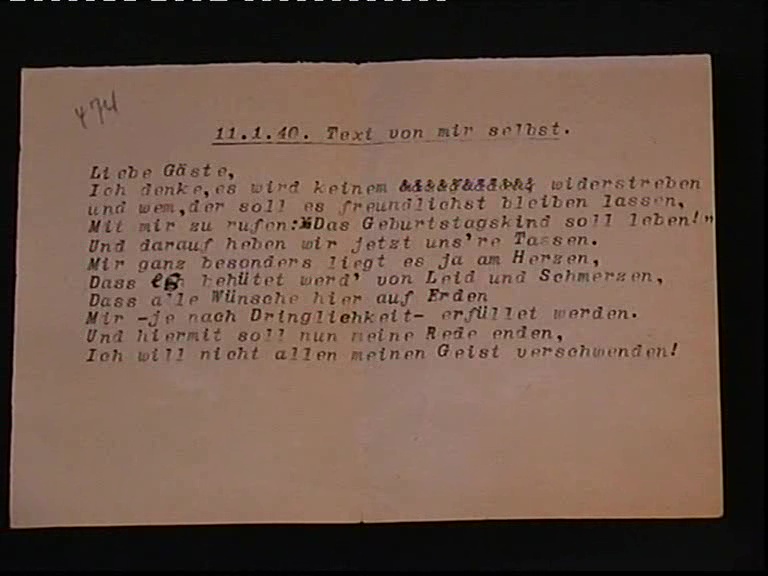 474
11.1.40. Text von mir selbst.
Liebe Gäste,
Ich denke, es wird keinem widerstreben
und wem, der soll es freundlichst bleiben lassen,
Mit mir zu rufen: "Das Geburtstagskind soll leben!"
Und darauf heben wir jetzt uns're Tassen.
Mir ganz besonders liegt es ja am Herzen,
Dass es behütet werd' von Leid und Schmerzen,
Dass alle Wünsche hier auf Erden
Mir -je nach Dringlichkeit- erfüllet werden.
Und hiermit soll nun meine Rede enden,
Ich will nicht allen meinen Geist verschwenden!